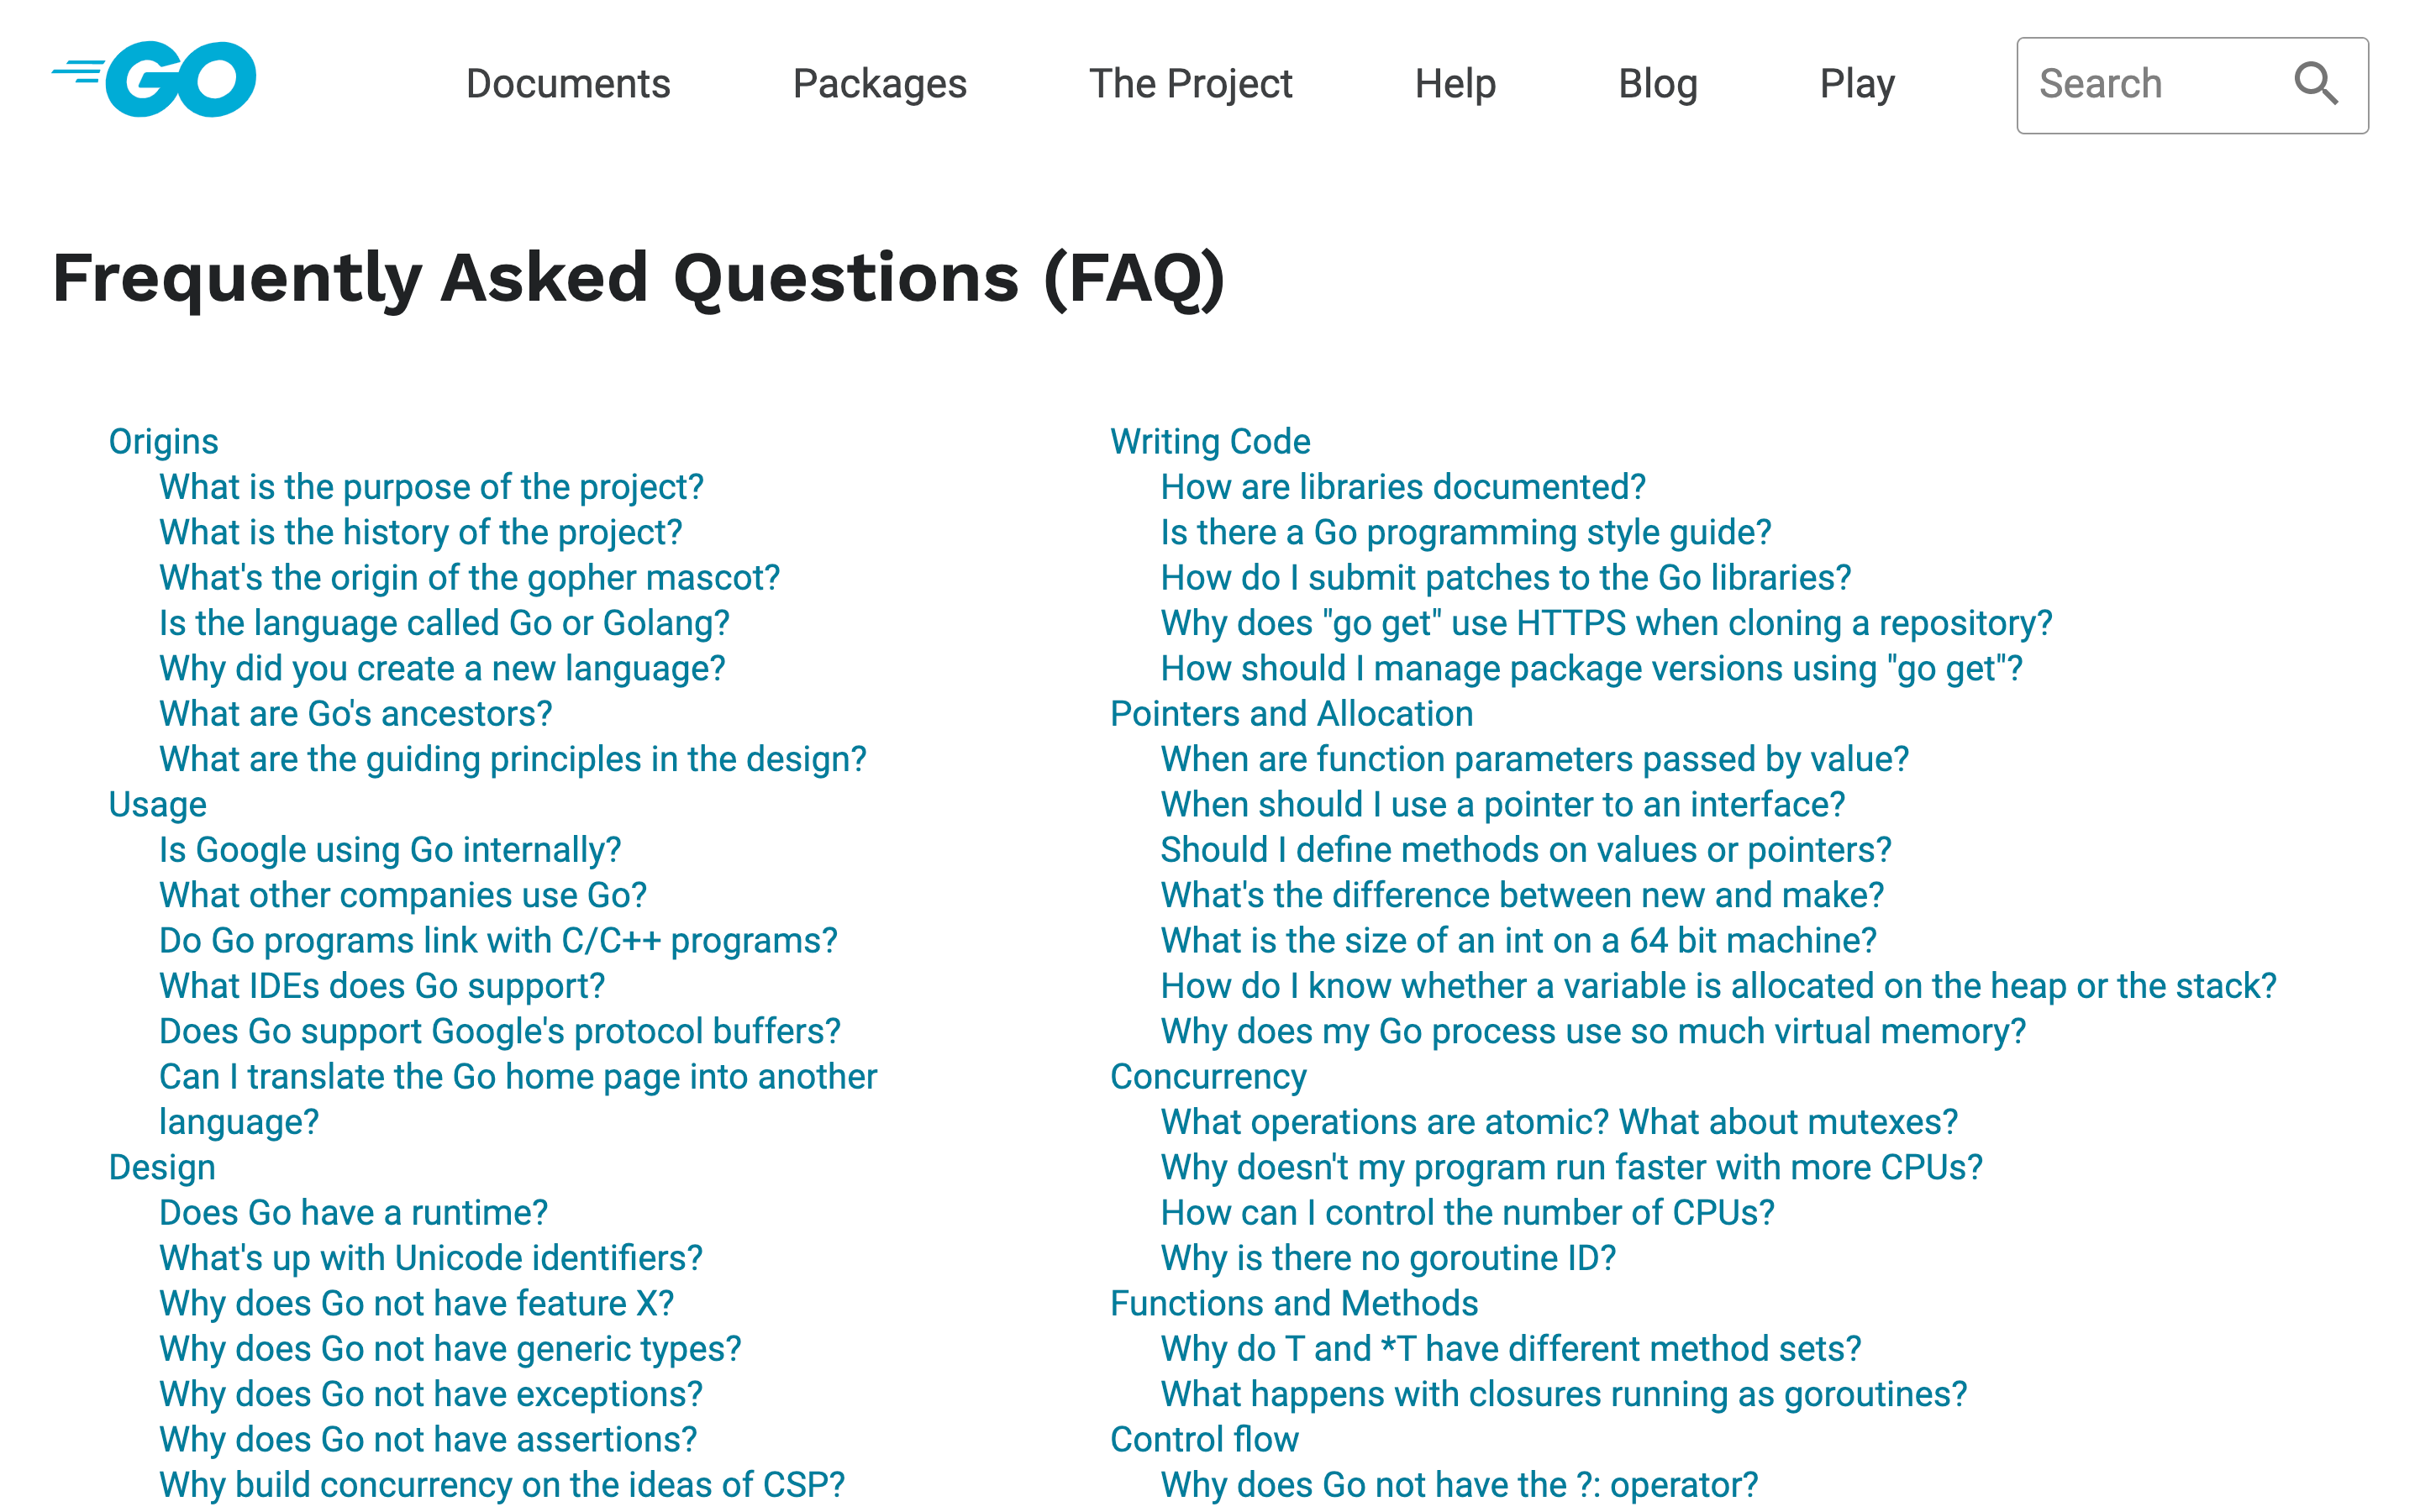 GO
Documents
Packages
The Project
Help
Blog
Play
Search
Frequently Asked Questions (FAQ)
Origins
What is the purpose of the project?
What is the history of the project?
What's the origin of the gopher mascot?
Is the language called Go or Golang?
Why did you create a new language?
What are Go's ancestors?
What are the guiding principles in the design?
Usage
Is Google using Go internally?
What other companies use Go?
Do Go programs link with C/C++ programs?
What IDEs does Go support?
Does Go support Google's protocol buffers?
Can I translate the Go home page into another
language?
Design
Does Go have a runtime?
What's up with Unicode identifiers?
Why does Go not have feature X?
Why does Go not have generic types?
Why does Go not have exceptions?
Why does Go not have assertions?
Why build concurrency on the ideas of CSP?
Writing Code
How are libraries documented?
Is there a Go programming style guide?
How do I submit patches to the Go libraries?
Why does "go get" use HTTPS when cloning a repository?
How should I manage package versions using "go get"?
Pointers and Allocation
When are function parameters passed by value?
When should I use a pointer to an interface?
Should I define methods on values or pointers?
What's the difference between new and make?
What is the size of an int on a 64 bit machine?
How do I know whether a variable is allocated on the heap or the stack?
Why does my Go process use so much virtual memory?
Concurrency
What operations are atomic? What about mutexes?
Why doesn't my program run faster with more CPUs?
How can I control the number of CPUs?
Why is there no goroutine ID?
Functions and Methods
Why do T and *T have different method sets?
What happens with closures running as goroutines?
Control flow
Why does Go not have the ?: operator?